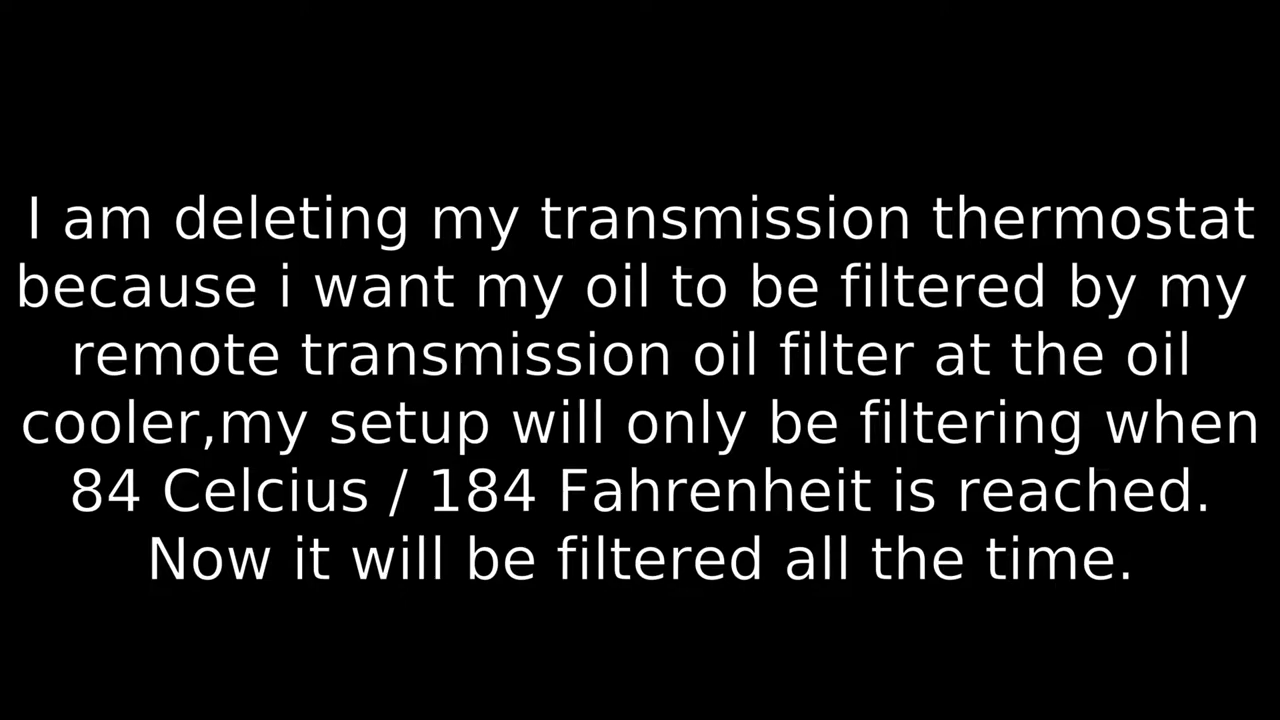 I am deleting my transmission thermostat
because i want my oil to be filtered by my
remote transmission oil filter at the oil
cooler,my setup will only be filtering when
84 Celcius / 184 Fahrenheit is reached.
Now it will be filtered all the time.